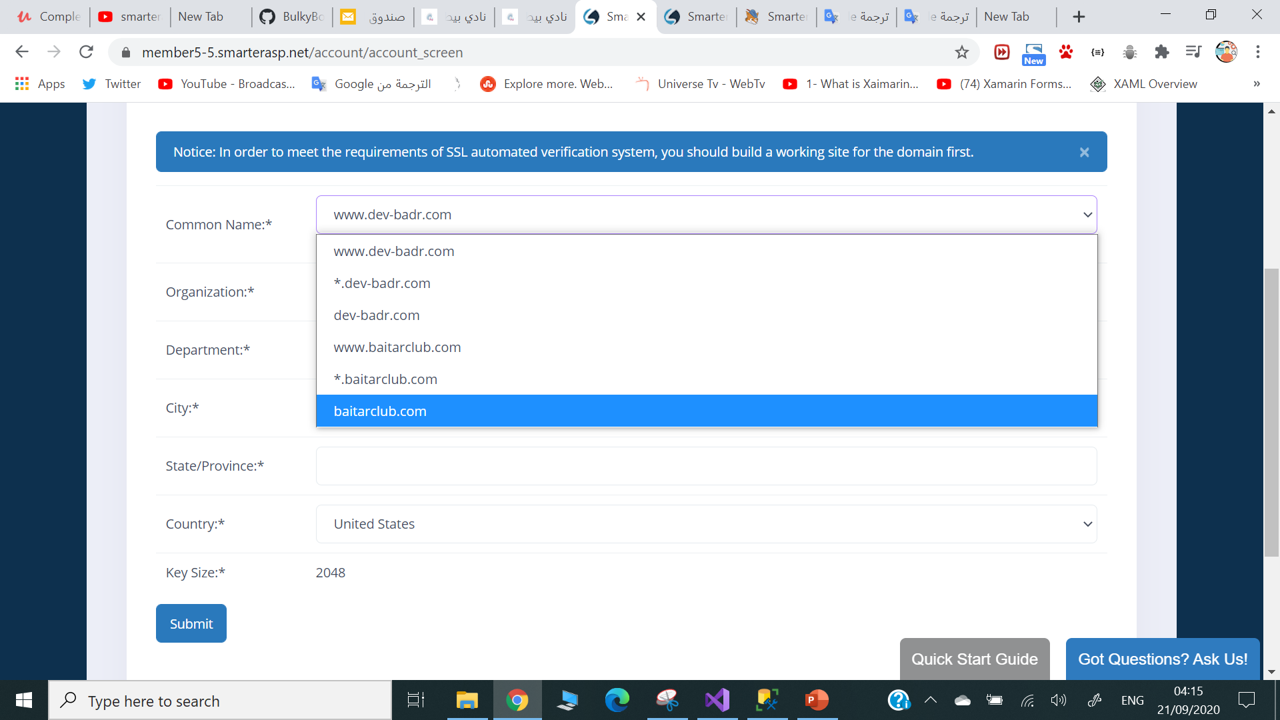 Comple
smarter
New Tab
BulkyBo
صندوق
نادي بيد
نادي بيد
Sma
Smarte
Smarte
ترجمة e
ترجمة e
New Tab
member5-5.smarterasp.net/account/account_screen
New
Apps
Twitter
YouTube - Broadcas...
الترجمة من Google
Explore more. Web...
Universe Tv - WebTv
1- What is Xaimarin...
(74) Xamarin Forms...
XAML Overview
»
Notice: In order to meet the requirements of SSL automated verification system, you should build a working site for the domain first.
×
Common Name:*
www.dev-badr.com
www.dev-badr.com
*.dev-badr.com
dev-badr.com
www.baitarclub.com
*.baitarclub.com
baitarclub.com
Organization:*
Department:*
City:*
State/Province:*
Country:*
United States
Key Size:*
2048
Submit
Quick Start Guide
Got Questions? Ask Us!
Type here to search
ENG
04:15
21/09/2020